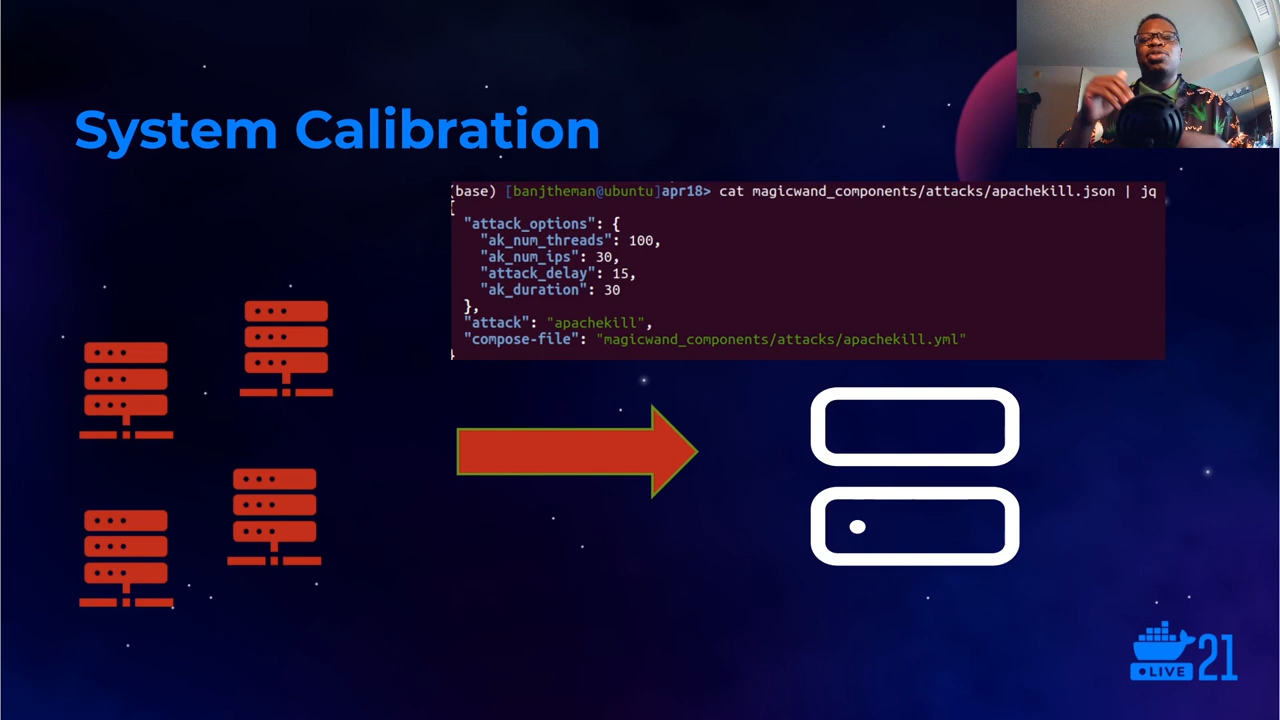 System Calibration
(base) [banjtheman@ubuntu]apr18> cat magicwand_components/attacks/apachekill.json | jq
{
"attack_options": {
"ak_num_threads": 100,
"ak_num_ips": 30,
"attack_delay": 15,
"ak_duration": 30
},
"attack": "apachekill",
"compose-file": "magicwand_components/attacks/apachekill.yml"
}
LIVE 21